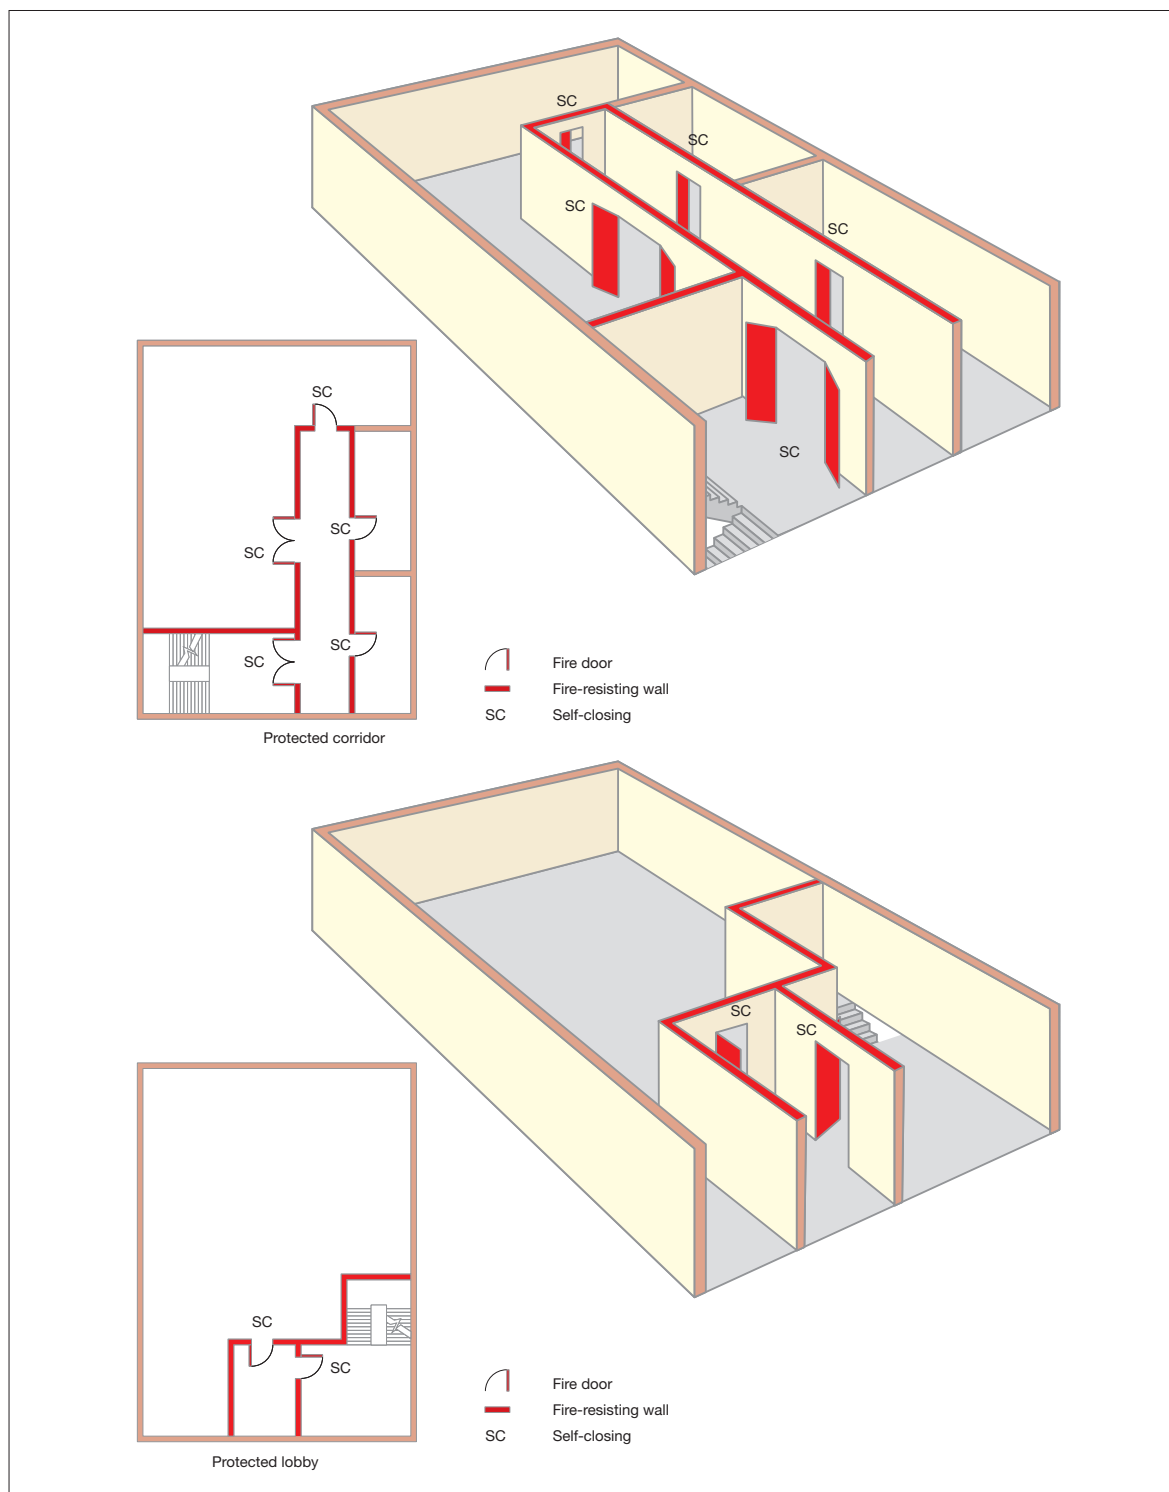 SC
SC
SC
SC
SC
SC
SC
SC
SC
SC
Fire door
Fire-resisting wall
SC Self-closing
Protected corridor
SC
SC
SC
SC
Fire door
Fire-resisting wall
SC Self-closing
Protected lobby